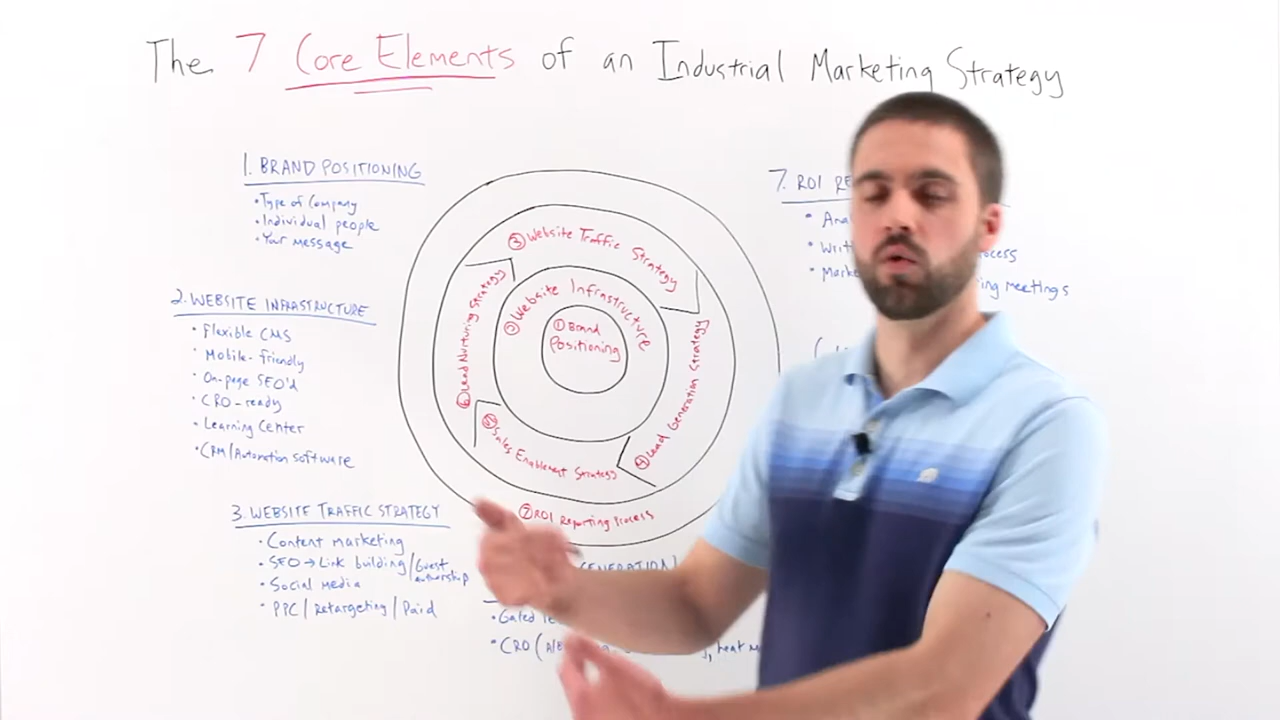 The 7 Core Elements of an Industrial Marketing Strategy
1. BRAND POSITIONING
• Type of Company
• Individual people
• Your message
2. WEBSITE INFRASTRUCTURE
• Flexible CMS
• Mobile-friendly
• On-page SEO'd
• CRO-ready
• Learning Center
• CRM/Automation Software
3. WEBSITE TRAFFIC STRATEGY
• Content marketing
• SEO → Link building/Guest authorship
• Social media
• PPC/Retargeting/Paid
① Brand Positioning
② Website Infrastructure
③ Website Traffic Strategy
④ Lead Generation Strategy
⑤ Sales Enablement Strategy
⑥ Lead Nurturing Strategy
⑦ ROI Reporting Process
GENERATION
• Gated
• CRO (
, heat
7. ROI
•
•
•
meetings